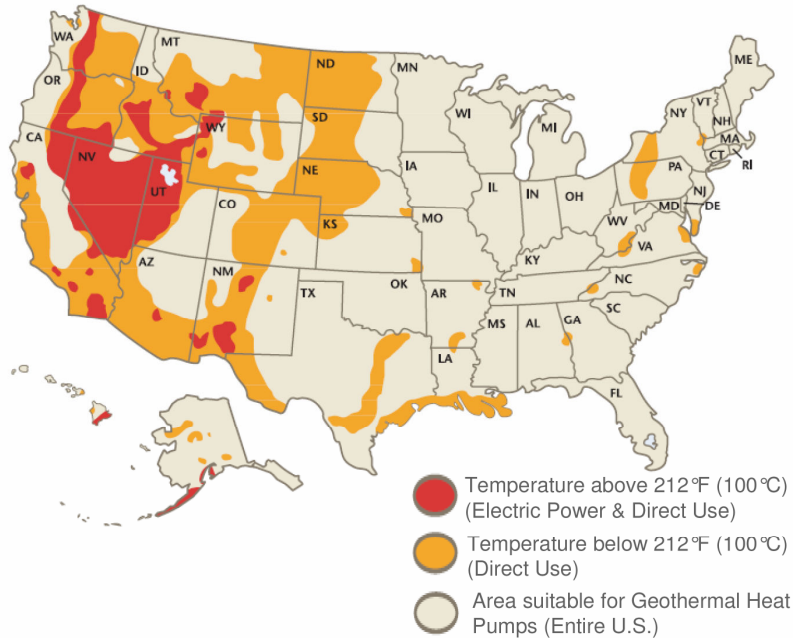 WA
MT
ND
MN
ME
OR
ID
SD
WI
MI
NY
VT
NH
MA
CT
RI
CA
NV
WY
NE
IA
PA
NJ
UT
CO
IL
IN
OH
MD
DE
KS
MO
WV
VA
KY
AZ
NM
OK
AR
TN
NC
TX
MS
AL
GA
SC
LA
FL
Temperature above 212°F (100°C)
(Electric Power & Direct Use)
Temperature below 212°F (100°C)
(Direct Use)
Area suitable for Geothermal Heat
Pumps (Entire U.S.)